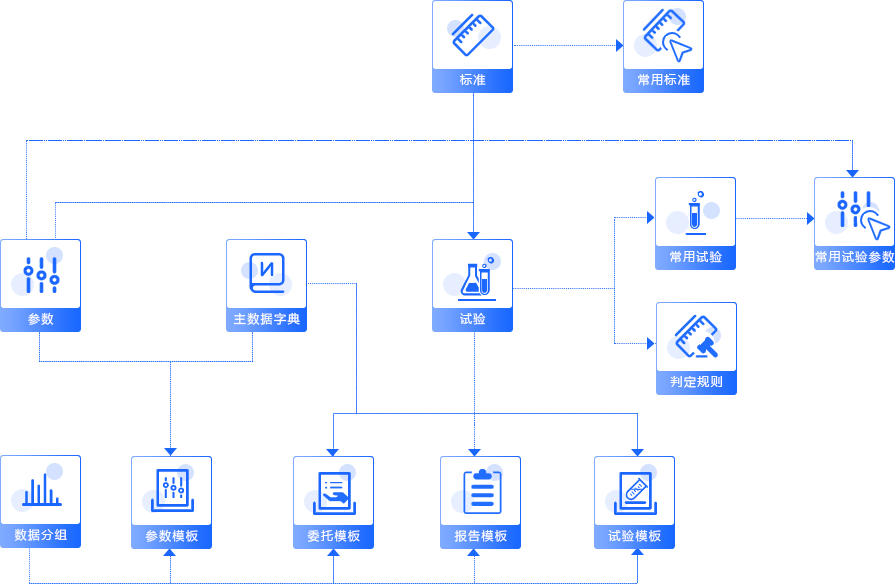 标准
常用标准
常用试验
常用试验参数
参数
主数据字典
试验
判定规则
数据分组
参数模板
委托模板
报告模板
试验模板